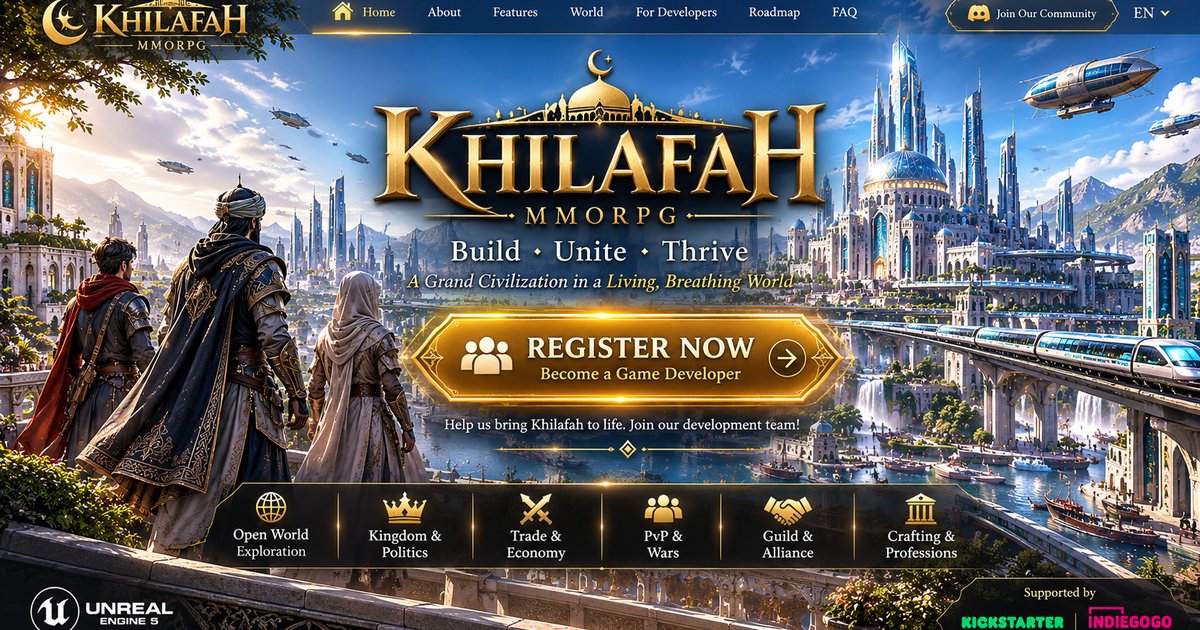 KHILAFAH
MMORPG
Home
About
Features
World
For Developers
Roadmap
FAQ
Join Our Community
EN
KHILAFAH
MMORPG
Build • Unite • Thrive
A Grand Civilization in a Living, Breathing World
REGISTER NOW
Become a Game Developer
Help us bring Khilafah to life. Join our development team!
Open World
Exploration
Kingdom &
Politics
Trade &
Economy
PvP &
Wars
Guild &
Alliance
Crafting &
Professions
UNREAL
ENGINE 5
Supported by
KICKSTARTER
INDIEGOGO